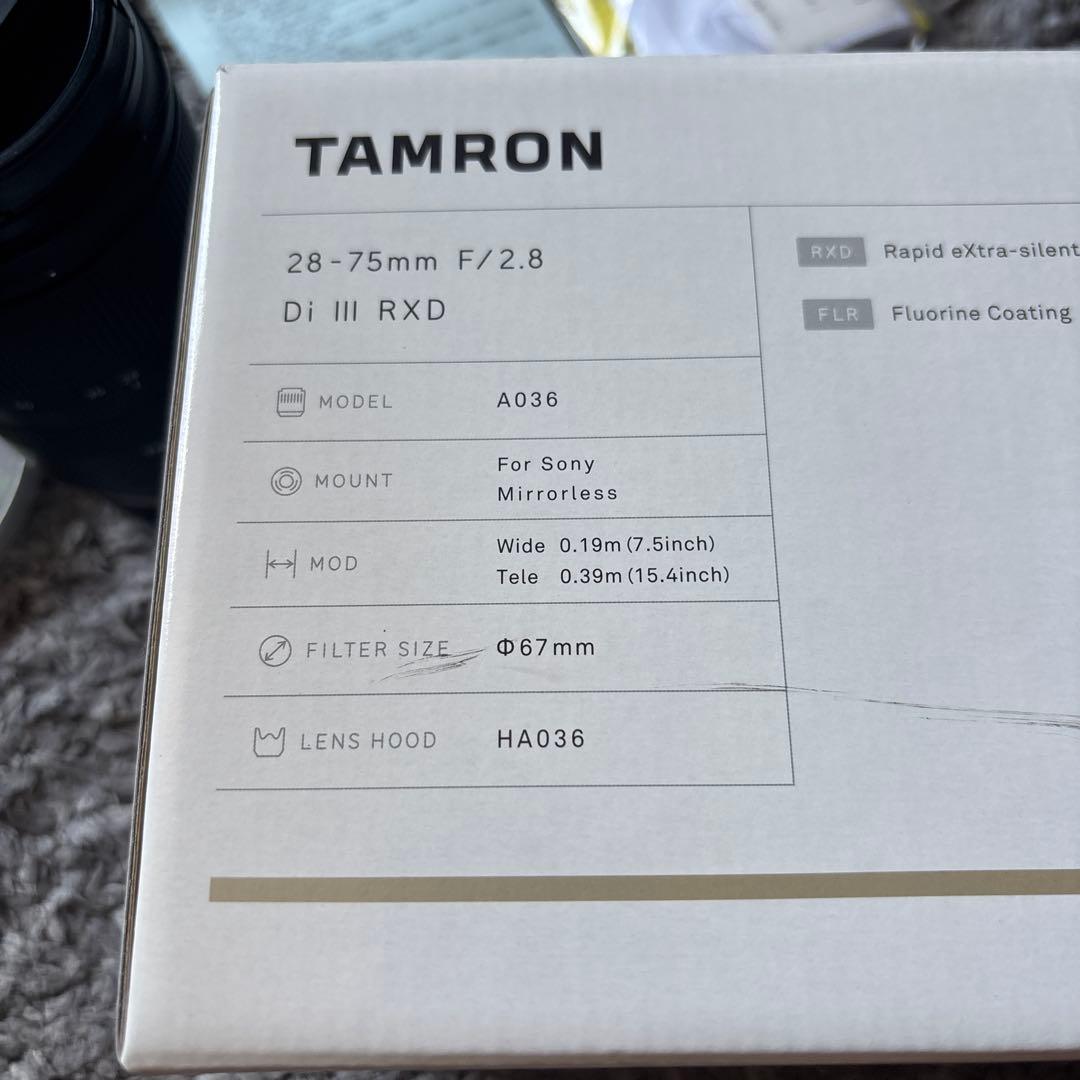 TAMRON
28-75mm F/2.8
Di III RXD
MODEL A036
MOUNT For Sony
Mirrorless
MOD Wide 0.19m (7.5inch)
Tele 0.39m (15.4inch)
FILTER SIZE Φ67mm
LENS HOOD HA036
RXD Rapid eXtra-silent
FLR Fluorine Coating